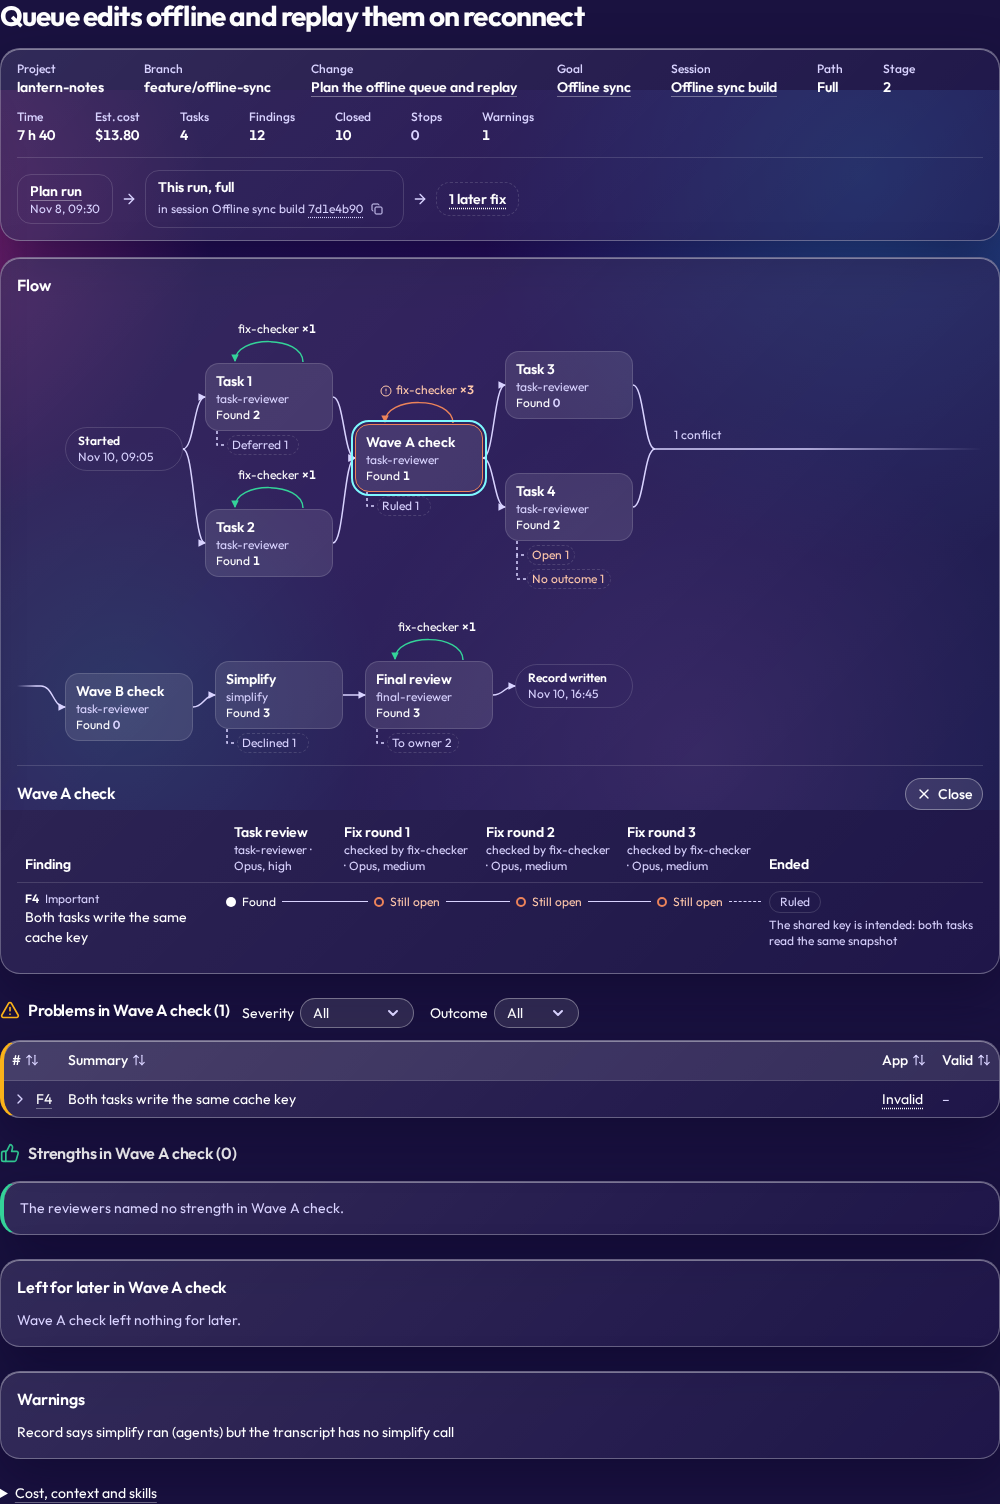 Queue edits offline and replay them on reconnect
Project Branch Change Goal Session Path Stage
lantern-notes feature/offline-sync Plan the offline queue and replay Offline sync Offline sync build Full 2
Time Est. cost Tasks Findings Closed Stops Warnings
7 h 40 $13.80 4 12 10 0 1
Plan run
Nov 8, 09:30
This run, full
in session Offline sync build 7d1e4b90
1 later fix
Flow
fix-checker ×1
Task 1
task-reviewer
Found 2
Deferred 1
Started
Nov 10, 09:05
fix-checker ×1
Task 2
task-reviewer
Found 1
fix-checker ×3
Wave A check
task-reviewer
Found 1
Ruled 1
Task 3
task-reviewer
Found 0
1 conflict
Task 4
task-reviewer
Found 2
Open 1
No outcome 1
Wave B check
task-reviewer
Found 0
Simplify
simplify
Found 3
Declined 1
fix-checker ×1
Final review
final-reviewer
Found 3
To owner 2
Record written
Nov 10, 16:45
Wave A check
Close
Finding
Task review
task-reviewer ·
Opus, high
Fix round 1
checked by fix-checker
· Opus, medium
Fix round 2
checked by fix-checker
· Opus, medium
Fix round 3
checked by fix-checker
· Opus, medium
Ended
F4 Important
Both tasks write the same
cache key
Found
Still open
Still open
Still open
Ruled
The shared key is intended: both tasks
read the same snapshot
Problems in Wave A check (1)
Severity All
Outcome All
# Summary App Valid
F4 Both tasks write the same cache key Invalid –
Strengths in Wave A check (0)
The reviewers named no strength in Wave A check.
Left for later in Wave A check
Wave A check left nothing for later.
Warnings
Record says simplify ran (agents) but the transcript has no simplify call
Cost, context and skills